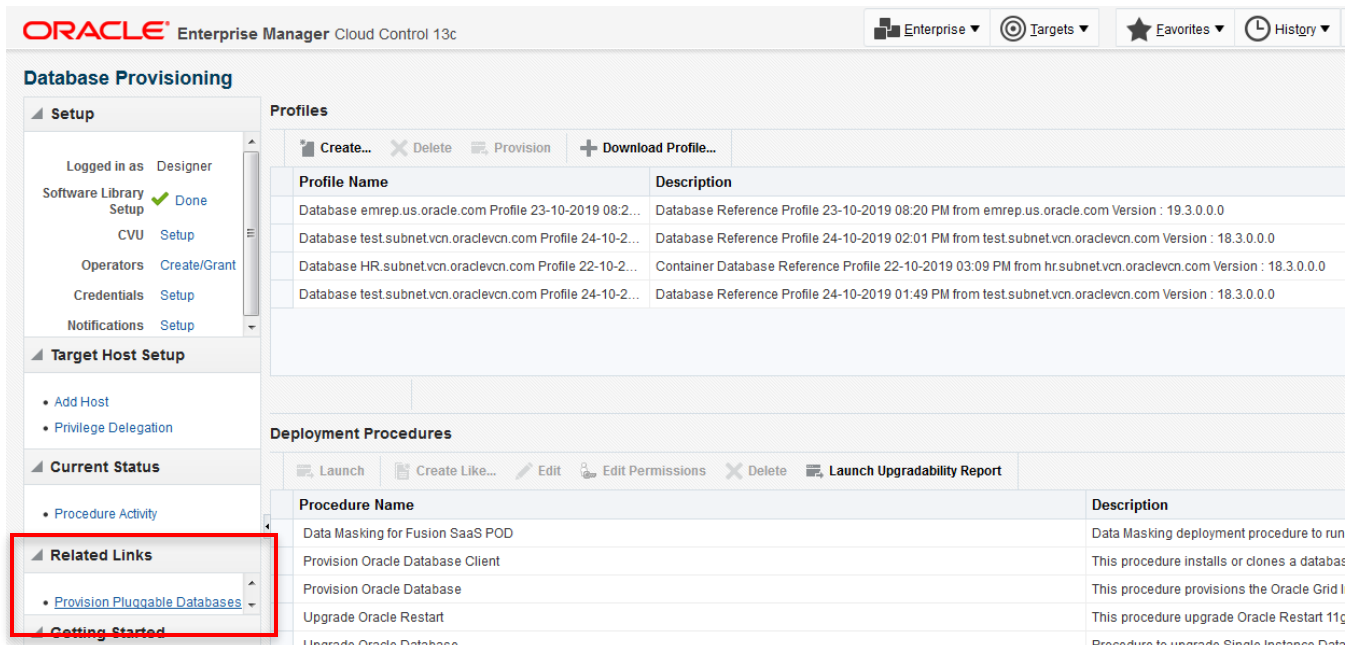 ORACLE Enterprise Manager Cloud Control 13c
Enterprise Targets Favorites History
Database Provisioning
Setup
Logged in as Designer
Software Library Setup Done
CVU Setup
Operators Create/Grant
Credentials Setup
Notifications Setup
Target Host Setup
Add Host
Privilege Delegation
Current Status
Procedure Activity
Related Links
Provision Pluggable Databases
Getting Started
Profiles
Create... Delete Provision Download Profile...
Profile Name Description
Database emrep.us.oracle.com Profile 23-10-2019 08:2... Database Reference Profile 23-10-2019 08:20 PM from emrep.us.oracle.com Version : 19.3.0.0.0
Database test.subnet.vcn.oraclevcn.com Profile 24-10-2... Database Reference Profile 24-10-2019 02:01 PM from test.subnet.vcn.oraclevcn.com Version : 18.3.0.0.0
Database HR.subnet.vcn.oraclevcn.com Profile 22-10-2... Container Database Reference Profile 22-10-2019 03:09 PM from hr.subnet.vcn.oraclevcn.com Version : 18.3.0.0.0
Database test.subnet.vcn.oraclevcn.com Profile 24-10-2... Database Reference Profile 24-10-2019 01:49 PM from test.subnet.vcn.oraclevcn.com Version : 18.3.0.0.0
Deployment Procedures
Launch Create Like... Edit Edit Permissions Delete Launch Upgradability Report
Procedure Name Description
Data Masking for Fusion SaaS POD Data Masking deployment procedure to run
Provision Oracle Database Client This procedure installs or clones a databas
Provision Oracle Database This procedure provisions the Oracle Grid I
Upgrade Oracle Restart This procedure upgrade Oracle Restart 11g
Upgrade Oracle Database Procedure to upgrade Single Instance Data